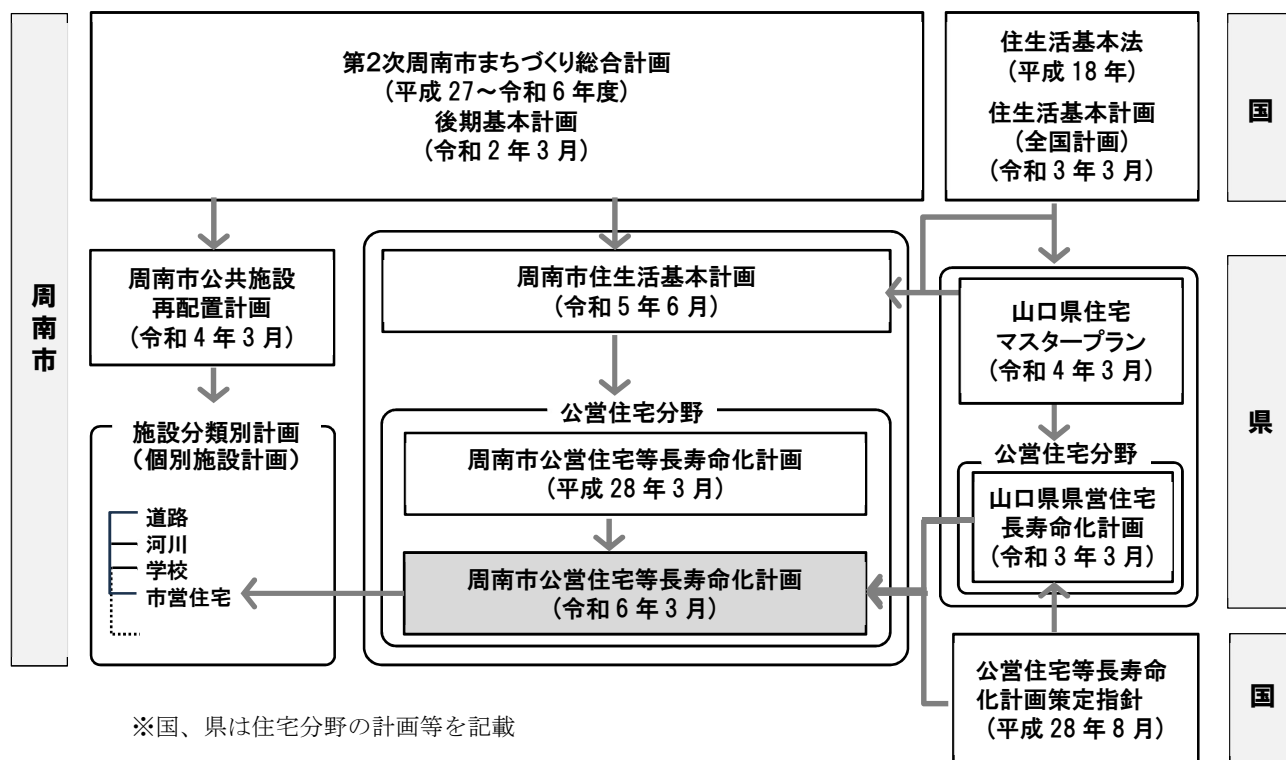 周南市
第2次周南市まちづくり総合計画
(平成 27～令和 6 年度)
後期基本計画
(令和 2 年 3 月)
住生活基本法
(平成 18 年)
住生活基本計画
(全国計画)
(令和 3 年 3 月)
国
周南市公共施設
再配置計画
(令和 4 年 3 月)
周南市住生活基本計画
(令和 5 年 6 月)
山口県住宅
マスタープラン
(令和 4 年 3 月)
県
施設分類別計画
(個別施設計画)
道路
河川
学校
市営住宅
公営住宅分野
周南市公営住宅等長寿命化計画
(平成 28 年 3 月)
周南市公営住宅等長寿命化計画
(令和 6 年 3 月)
公営住宅分野
山口県県営住宅
長寿命化計画
(令和 3 年 3 月)
公営住宅等長寿命
化計画策定指針
(平成 28 年 8 月)
国
※国、県は住宅分野の計画等を記載